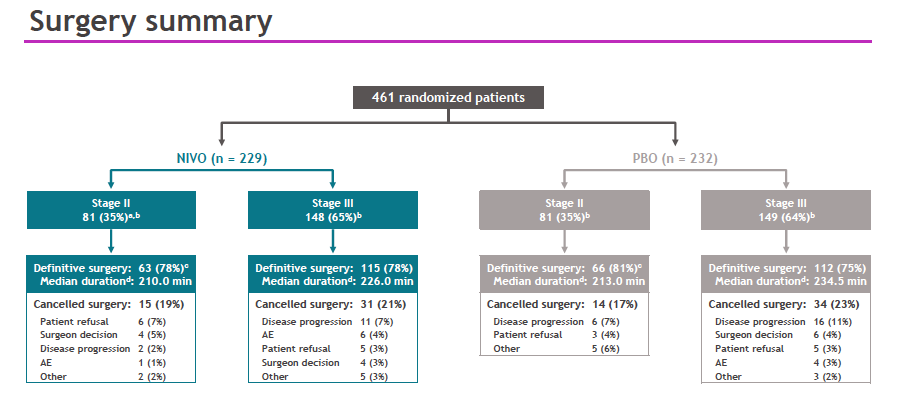 Surgery summary
461 randomized patients
NIVO (n = 229)
PBO (n = 232)
Stage II
81 (35%)a,b
Stage III
148 (65%)b
Stage II
81 (35%)b
Stage III
149 (64%)b
Definitive surgery: 63 (78%)c
Median durationd: 210.0 min
Cancelled surgery: 15 (19%)
Patient refusal 6 (7%)
Surgeon decision 4 (5%)
Disease progression 2 (2%)
AE 1 (1%)
Other 2 (2%)
Definitive surgery: 115 (78%)
Median durationd: 226.0 min
Cancelled surgery: 31 (21%)
Disease progression 11 (7%)
AE 6 (4%)
Patient refusal 5 (3%)
Surgeon decision 4 (3%)
Other 5 (3%)
Definitive surgery: 66 (81%)c
Median durationd: 213.0 min
Cancelled surgery: 14 (17%)
Disease progression 6 (7%)
Patient refusal 3 (4%)
Other 5 (6%)
Definitive surgery: 112 (75%)
Median durationd: 234.5 min
Cancelled surgery: 34 (23%)
Disease progression 16 (11%)
Surgeon decision 6 (4%)
Patient refusal 5 (3%)
AE 4 (3%)
Other 3 (2%)